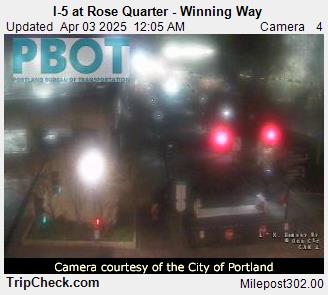 I-5 at Rose Quarter - Winning Way
Updated Apr 03 2025 12:05 AM Camera 4
PBOT
PORTLAND BUREAU OF TRANSPORTATION
Camera courtesy of the City of Portland
TripCheck.com Milepost302.00